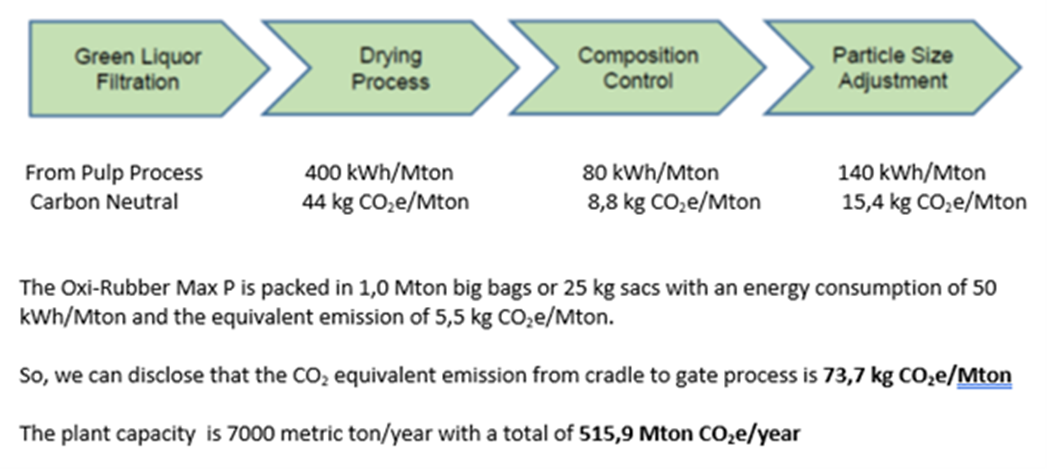 Green Liquor
Filtration
Drying
Process
Composition
Control
Particle Size
Adjustment
From Pulp Process
Carbon Neutral
400 kWh/Mton
44 kg CO₂e/Mton
80 kWh/Mton
8,8 kg CO₂e/Mton
140 kWh/Mton
15,4 kg CO₂e/Mton
The Oxi-Rubber Max P is packed in 1,0 Mton big bags or 25 kg sacs with an energy consumption of 50
kWh/Mton and the equivalent emission of 5,5 kg CO₂e/Mton.
So, we can disclose that the CO₂ equivalent emission from cradle to gate process is 73,7 kg CO₂e/Mton
The plant capacity is 7000 metric ton/year with a total of 515,9 Mton CO₂e/year